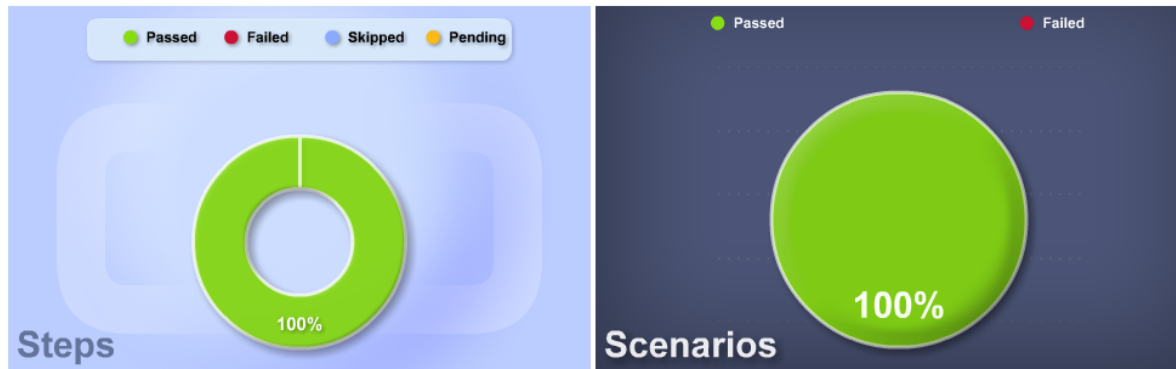 Passed Failed Skipped Pending
100%
Steps
Passed Failed
100%
Scenarios